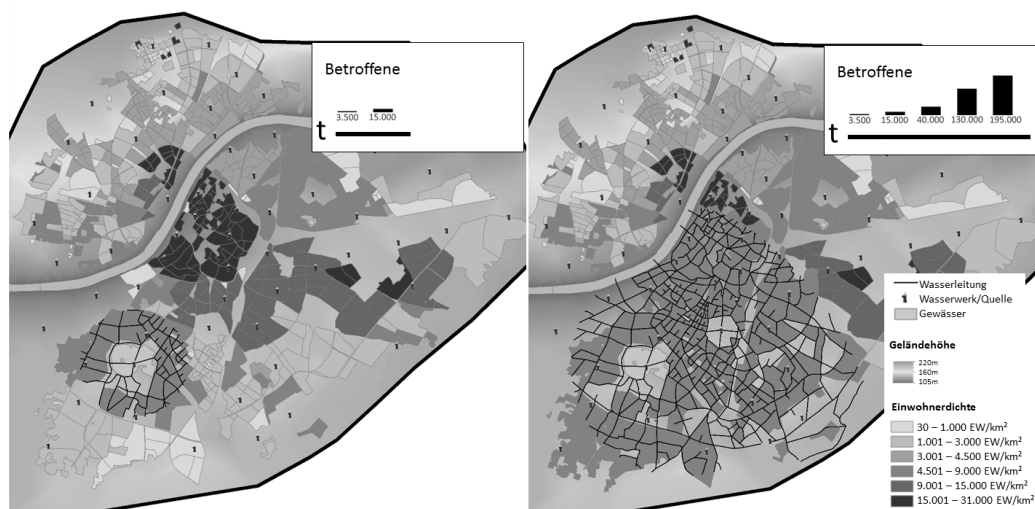 Betroffene
3.500 15.000
t
Betroffene
3.500 15.000 40.000 130.000 195.000
t
Wasserleitung
Wasserwerk/Quelle
Gewässer
Geländehöhe
220m
160m
105m
Einwohnerdichte
30 – 1.000 EW/km²
1.001 – 3.000 EW/km²
3.001 – 4.500 EW/km²
4.501 – 9.000 EW/km²
9.001 – 15.000 EW/km²
15.001 – 31.000 EW/km²